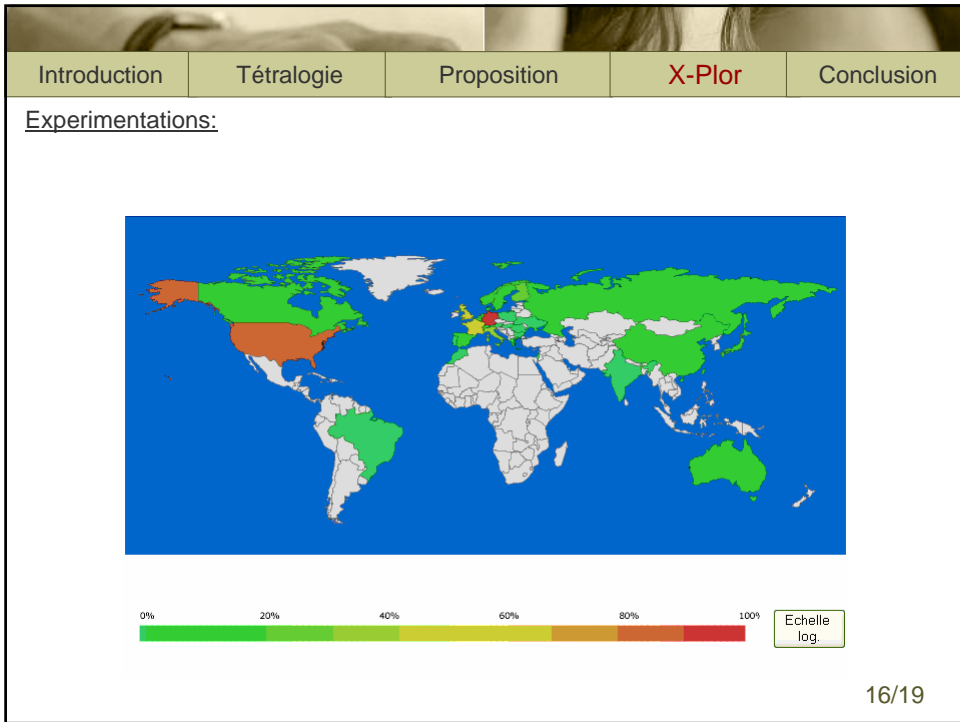 Introduction Tétralogie Proposition X-Plor Conclusion
Experimentations:
0% 20% 40% 60% 80% 100%
Echelle
log.
16/19